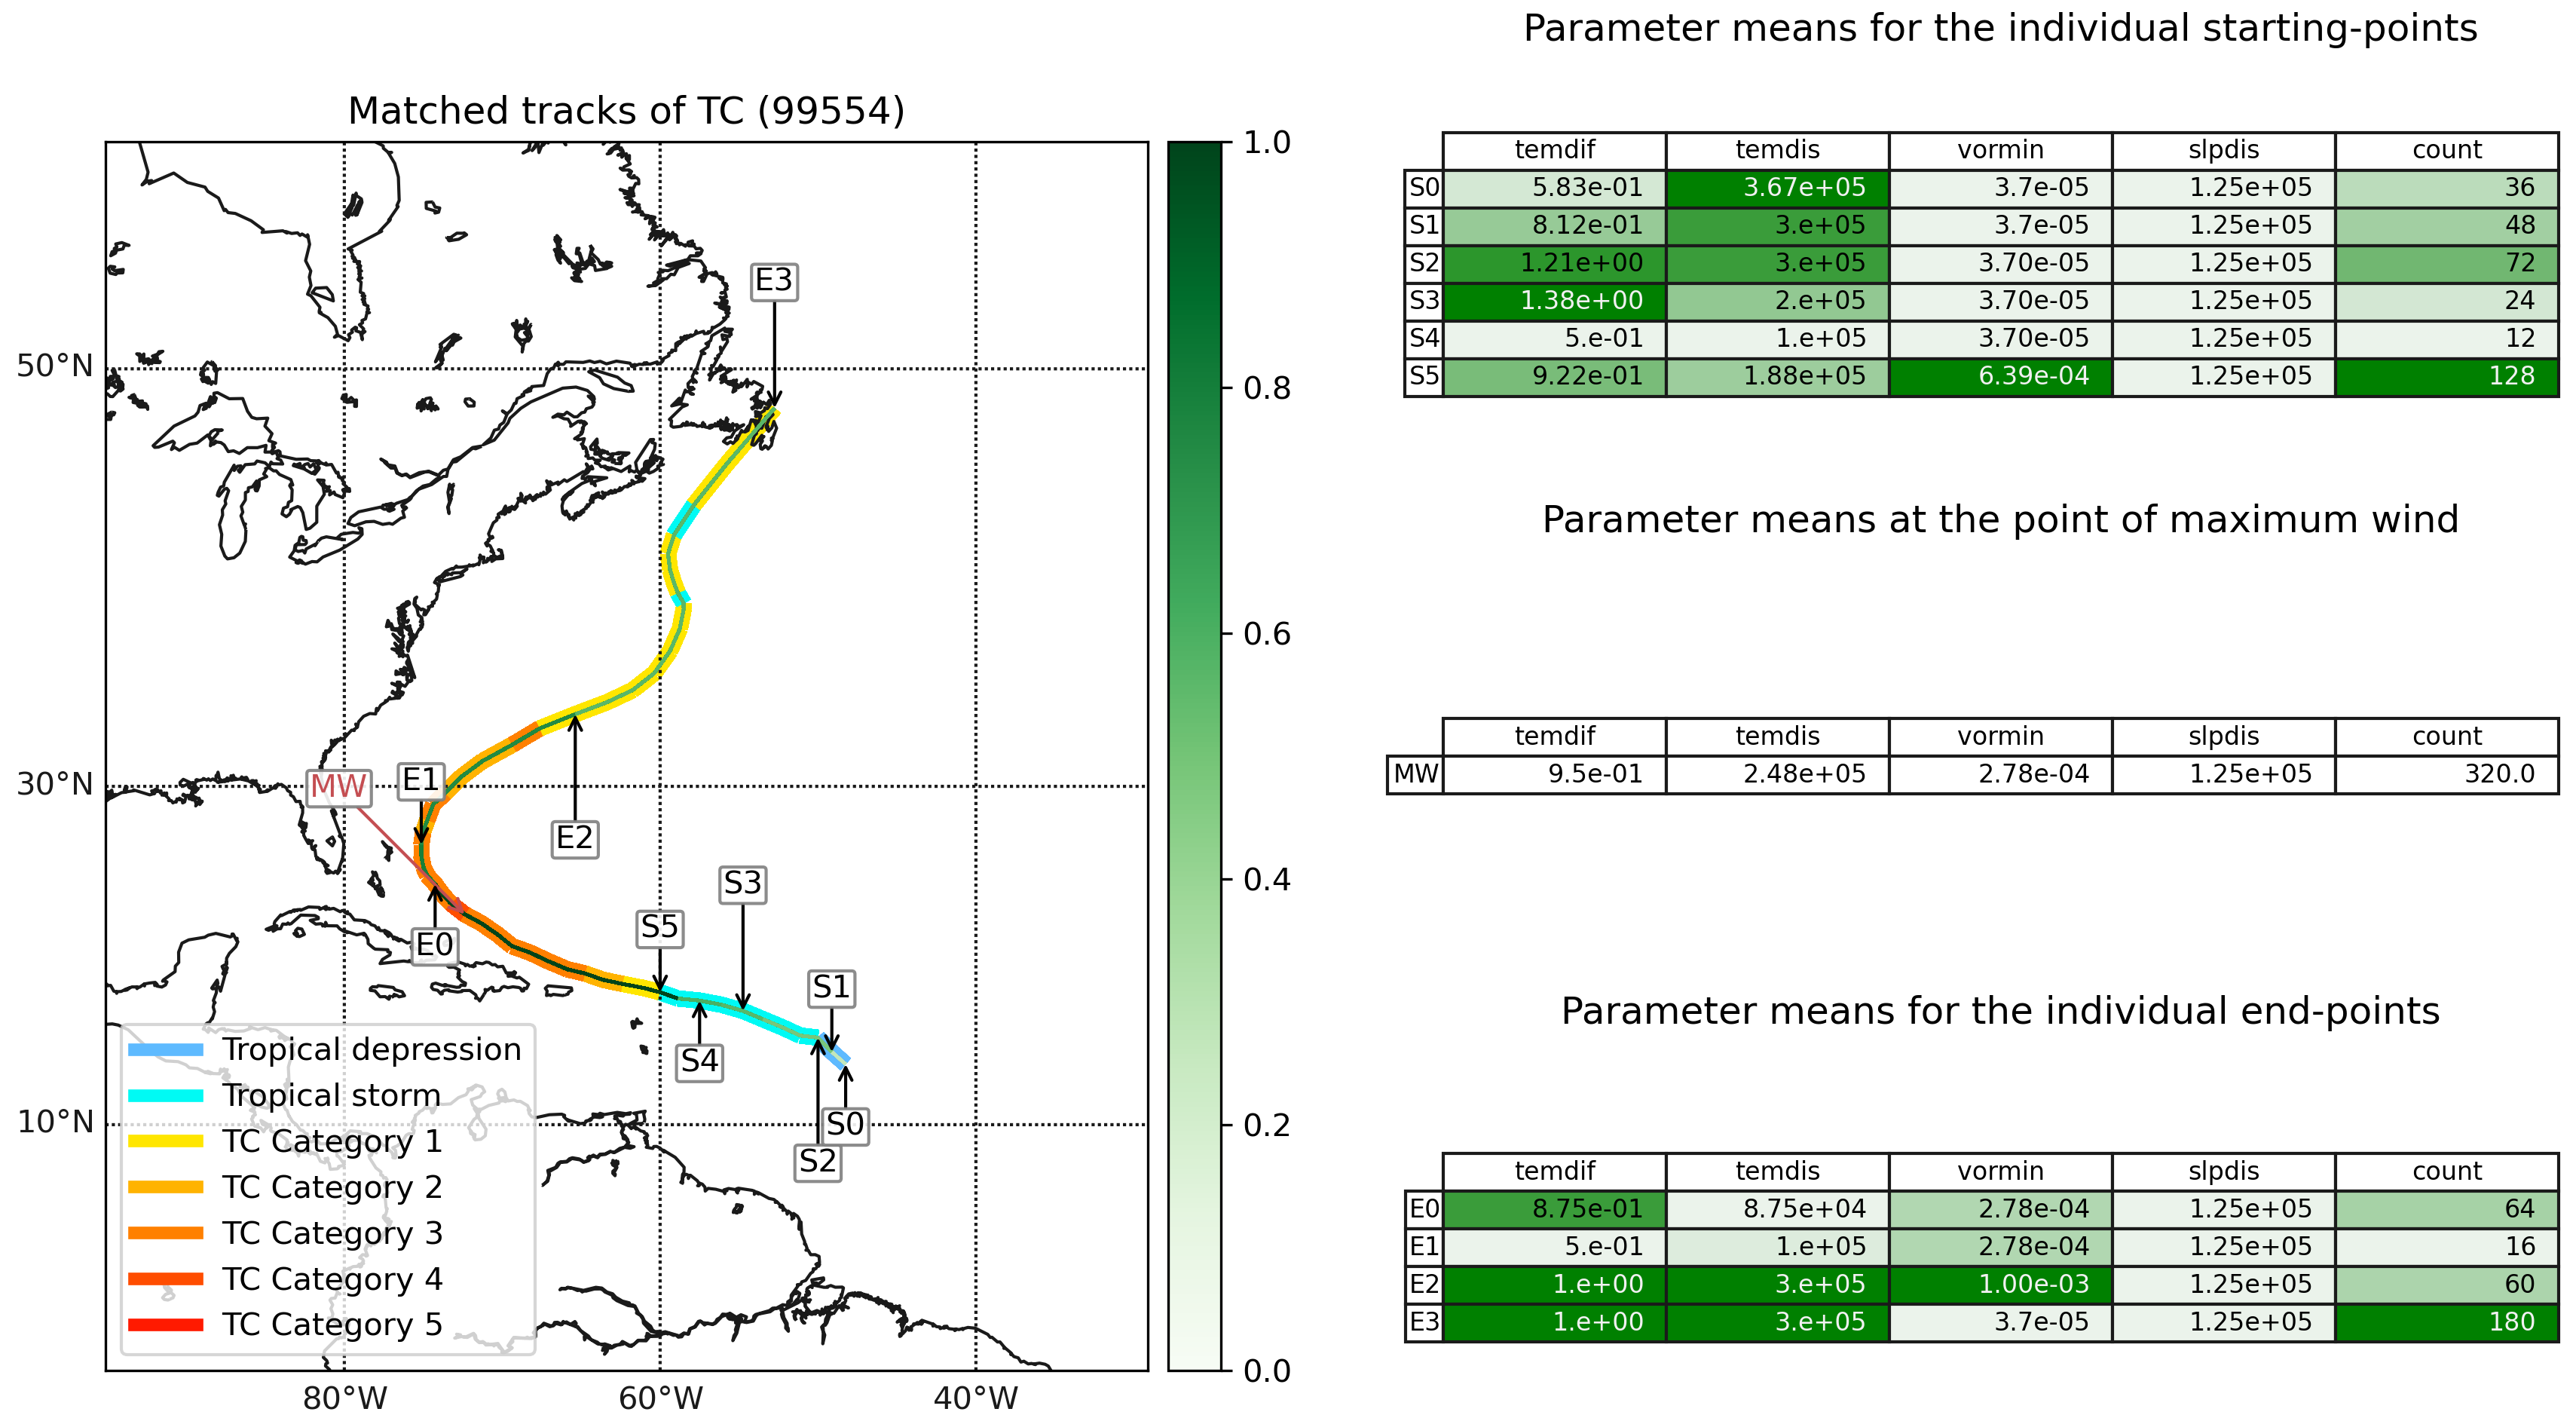 Matched tracks of TC (99554)
50°N
30°N
10°N
80°W
60°W
40°W
E3
E1
MW
E2
E0
S3
S5
S1
S4
S0
S2
Tropical depression
Tropical storm
TC Category 1
TC Category 2
TC Category 3
TC Category 4
TC Category 5
1.0
0.8
0.6
0.4
0.2
0.0
Parameter means for the individual starting-points
temdif temdis vormin slpdis count
S0 5.83e-01 3.67e+05 3.7e-05 1.25e+05 36
S1 8.12e-01 3.e+05 3.7e-05 1.25e+05 48
S2 1.21e+00 3.e+05 3.70e-05 1.25e+05 72
S3 1.38e+00 2.e+05 3.70e-05 1.25e+05 24
S4 5.e-01 1.e+05 3.70e-05 1.25e+05 12
S5 9.22e-01 1.88e+05 6.39e-04 1.25e+05 128
Parameter means at the point of maximum wind
temdif temdis vormin slpdis count
MW 9.5e-01 2.48e+05 2.78e-04 1.25e+05 320.0
Parameter means for the individual end-points
temdif temdis vormin slpdis count
E0 8.75e-01 8.75e+04 2.78e-04 1.25e+05 64
E1 5.e-01 1.e+05 2.78e-04 1.25e+05 16
E2 1.e+00 3.e+05 1.00e-03 1.25e+05 60
E3 1.e+00 3.e+05 3.7e-05 1.25e+05 180